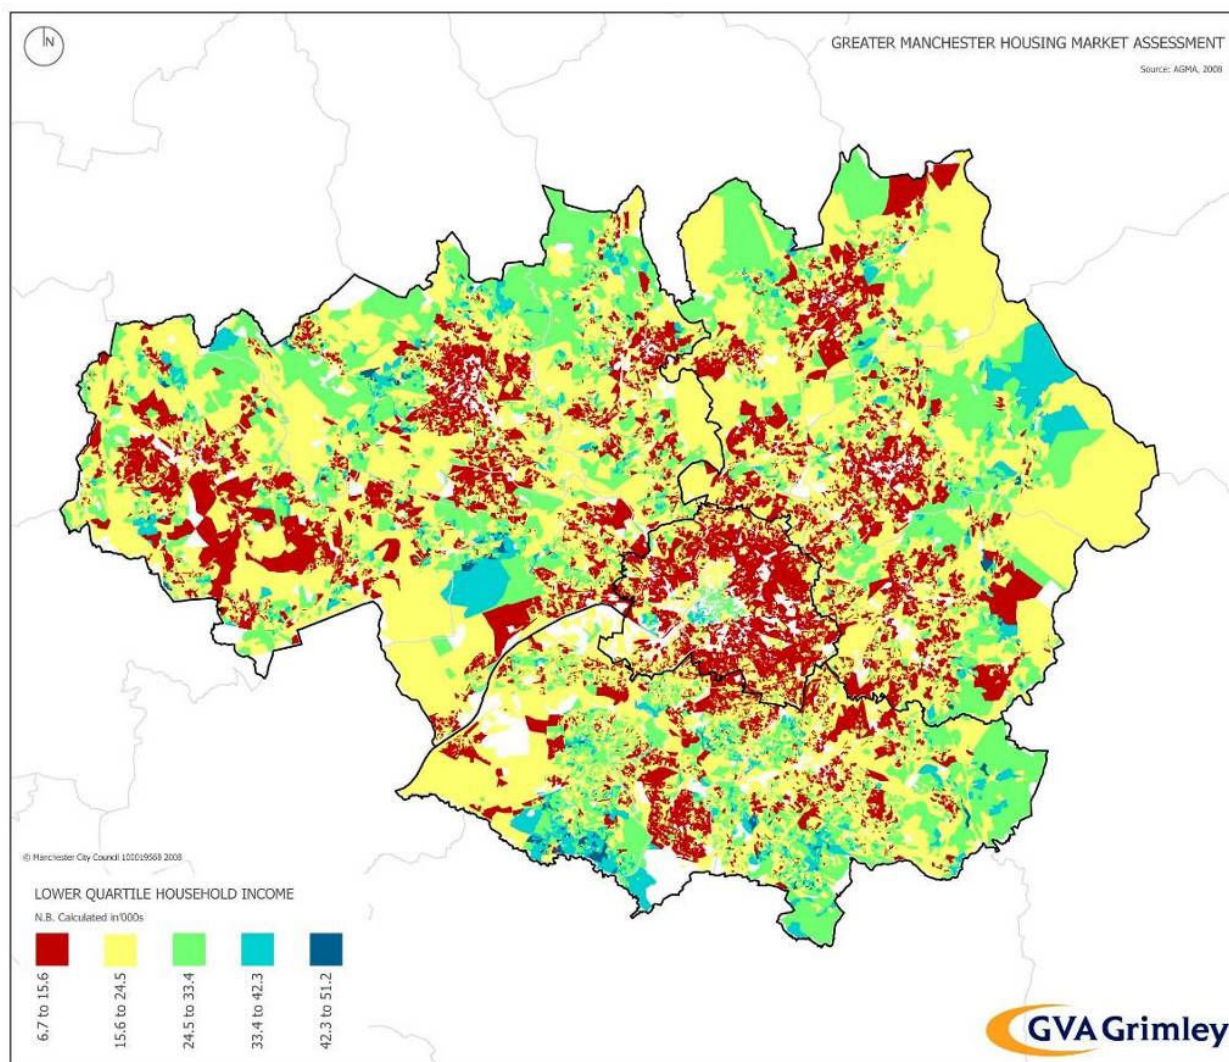 N
GREATER MANCHESTER HOUSING MARKET ASSESSMENT
Source: AGMA, 2008
© Manchester City Council 100019568 2008
LOWER QUARTILE HOUSEHOLD INCOME
N.B. Calculated in'000s
6.7 to 15.6
15.6 to 24.5
24.5 to 33.4
33.4 to 42.3
42.3 to 51.2
GVA Grimley